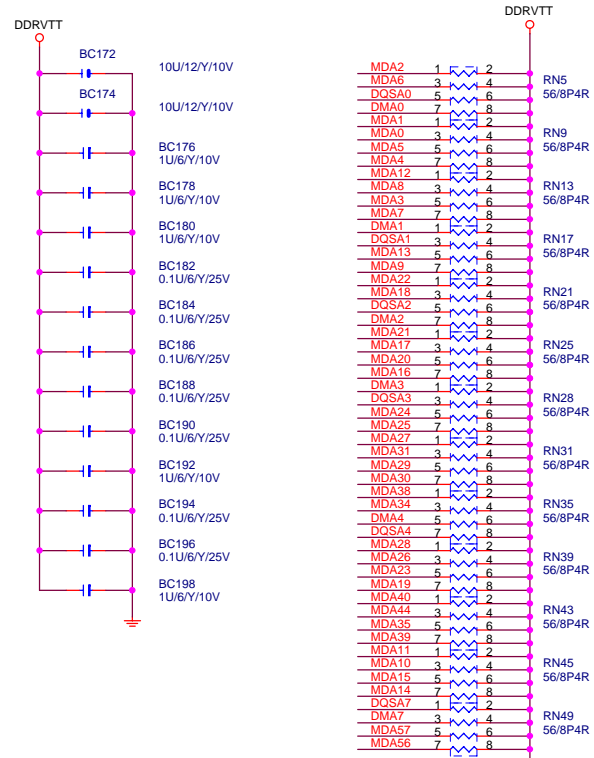 DDRVTT
BC172
10U/12/Y/10V
BC174
10U/12/Y/10V
BC176
1U/6/Y/10V
BC178
1U/6/Y/10V
BC180
1U/6/Y/10V
BC182
0.1U/6/Y/25V
BC184
0.1U/6/Y/25V
BC186
0.1U/6/Y/25V
BC188
0.1U/6/Y/25V
BC190
0.1U/6/Y/25V
BC192
1U/6/Y/10V
BC194
0.1U/6/Y/25V
BC196
0.1U/6/Y/25V
BC198
1U/6/Y/10V
DDRVTT
MDA2 1 2
MDA6 3 4 RN5
DQSA0 5 6 56/8P4R
DMA0 7 8
MDA1 1 2
MDA0 3 4 RN9
MDA5 5 6 56/8P4R
MDA4 7 8
MDA12 1 2
MDA8 3 4 RN13
MDA3 5 6 56/8P4R
MDA7 7 8
DMA1 1 2
DQSA1 3 4 RN17
MDA13 5 6 56/8P4R
MDA9 7 8
MDA22 1 2
MDA18 3 4 RN21
DQSA2 5 6 56/8P4R
DMA2 7 8
MDA21 1 2
MDA17 3 4 RN25
MDA20 5 6 56/8P4R
MDA16 7 8
DMA3 1 2
DQSA3 3 4 RN28
MDA24 5 6 56/8P4R
MDA25 7 8
MDA27 1 2
MDA31 3 4 RN31
MDA29 5 6 56/8P4R
MDA30 7 8
MDA38 1 2
MDA34 3 4 RN35
DMA4 5 6 56/8P4R
DQSA4 7 8
MDA28 1 2
MDA26 3 4 RN39
MDA23 5 6 56/8P4R
MDA19 7 8
MDA40 1 2
MDA44 3 4 RN43
MDA35 5 6 56/8P4R
MDA39 7 8
MDA11 1 2
MDA10 3 4 RN45
MDA15 5 6 56/8P4R
MDA14 7 8
DQSA7 1 2
DMA7 3 4 RN49
MDA57 5 6 56/8P4R
MDA56 7 8